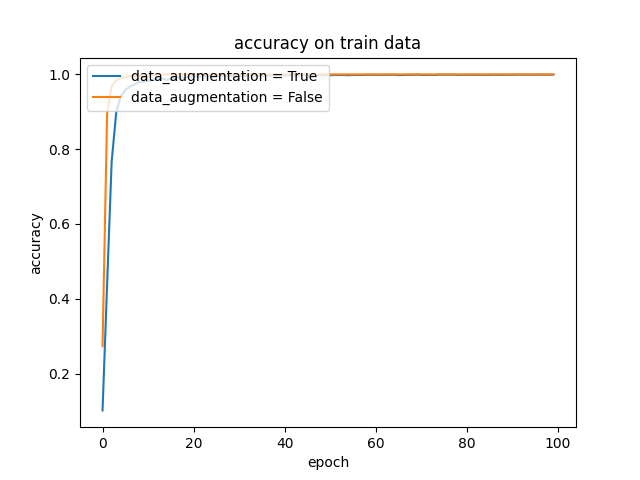 accuracy on train data
data_augmentation = True
data_augmentation = False
accuracy
1.0
0.8
0.6
0.4
0.2
0 20 40 60 80 100
epoch